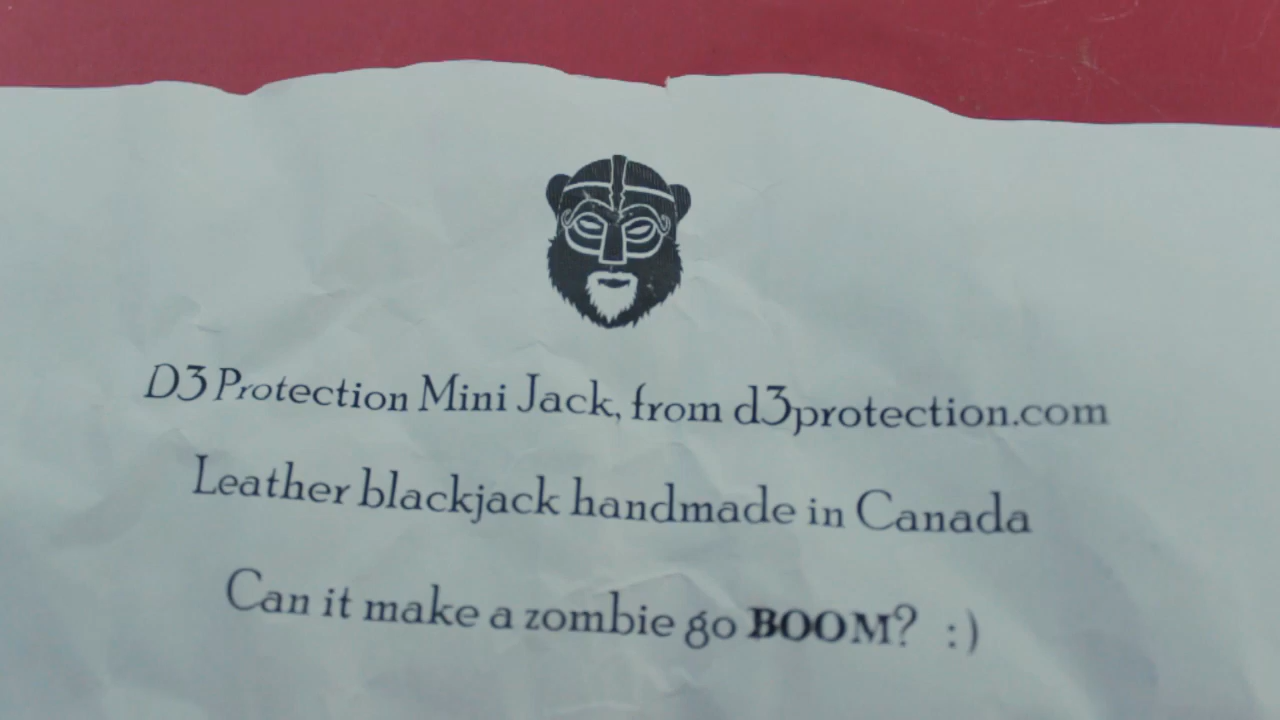 D3 Protection Mini Jack, from d3protection.com
Leather blackjack handmade in Canada
Can it make a zombie go BOOM? :)